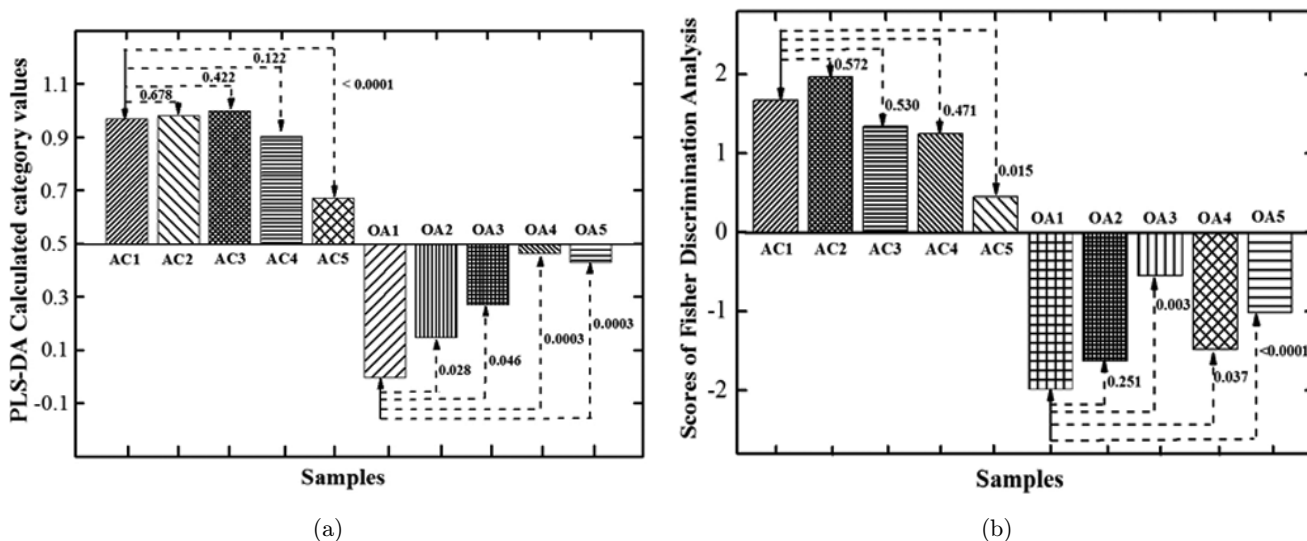 PLS-DA Calculated category values
1.1
0.9
0.7
0.5
0.3
0.1
-0.1
0.122
0.422
0.678
< 0.0001
OA1 OA2 OA3 OA4 OA5
AC1 AC2 AC3 AC4 AC5
0.028
0.046
0.0003
0.0003
Samples
(a)
Scores of Fisher Discrimination Analysis
2
1
0
-1
-2
0.572
0.530
0.471
0.015
OA1 OA2 OA3 OA4 OA5
AC1 AC2 AC3 AC4 AC5
0.251
0.003
0.037
<0.0001
Samples
(b)